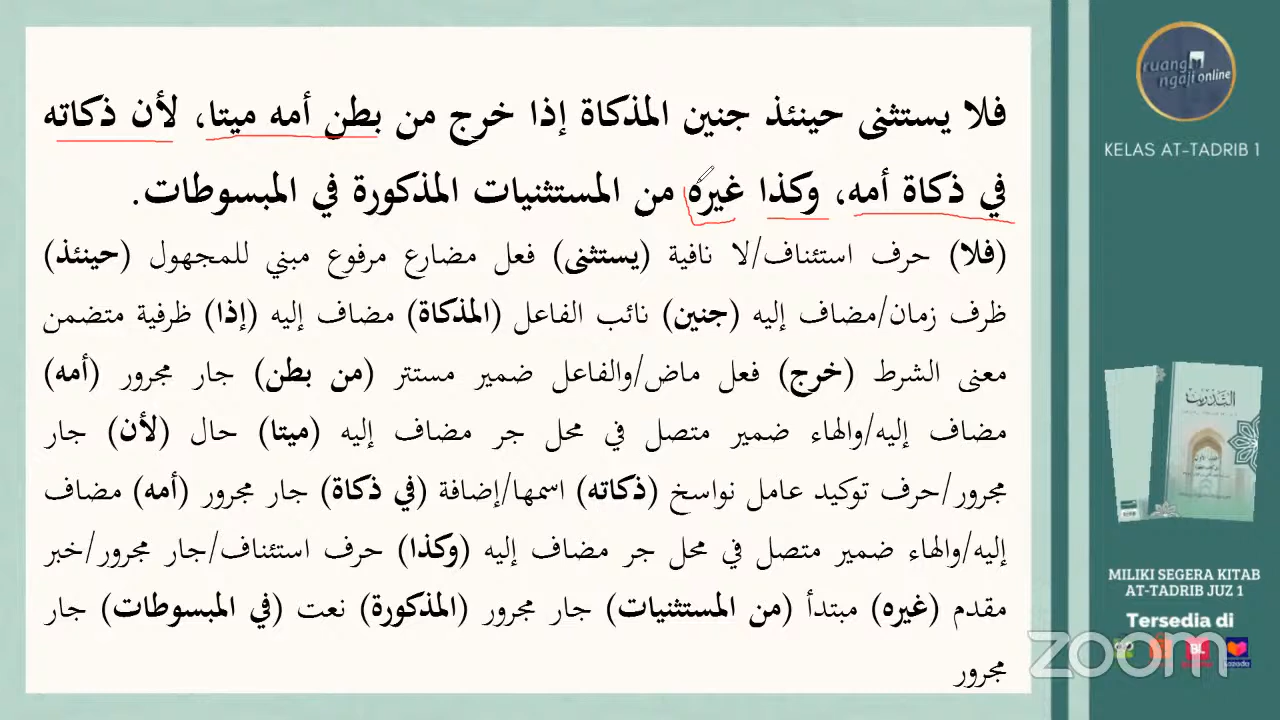 فلا يستثنى حينئذ جنين المذكاة إذا خرج من بطن أمه ميتا، لأن ذكاته
في ذكاة أمه، وكذا غيره من المستثنيات المذكورة في المبسوطات.
(فلا) حرف استئناف/لا نافية (يستثنى) فعل مضارع مرفوع مبني للمجهول (حينئذ)
ظرف زمان/مضاف إليه (جنين) نائب الفاعل (المذكاة) مضاف إليه (إذا) ظرفية متضمن
معنى الشرط (خرج) فعل ماض/والفاعل ضمير مستتر (من بطن) جار مجرور (أمه)
مضاف إليه/والهاء ضمير متصل في محل جر مضاف إليه (ميتا) حال (لأن) جار
مجرور/حرف توكيد عامل نواسخ (ذكاته) اسمها/إضافة (في ذكاة) جار مجرور (أمه) مضاف
إليه/والهاء ضمير متصل في محل جر مضاف إليه (وكذا) حرف استئناف/جار مجرور/خبر
مقدم (غيره) مبتدأ (من المستثنيات) جار مجرور (المذكورة) نعت (في المبسوطات) جار
مجرور
ruang
ngaji online
KELAS AT-TADRIB 1
التدريب
MILIKI SEGERA KITAB
AT-TADRIB JUZ 1
Tersedia di
BL
zoom